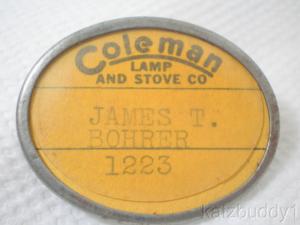 Coleman
LAMP
AND STOVE CO
JAMES T.
BOHRER
1223
katzbuddy1